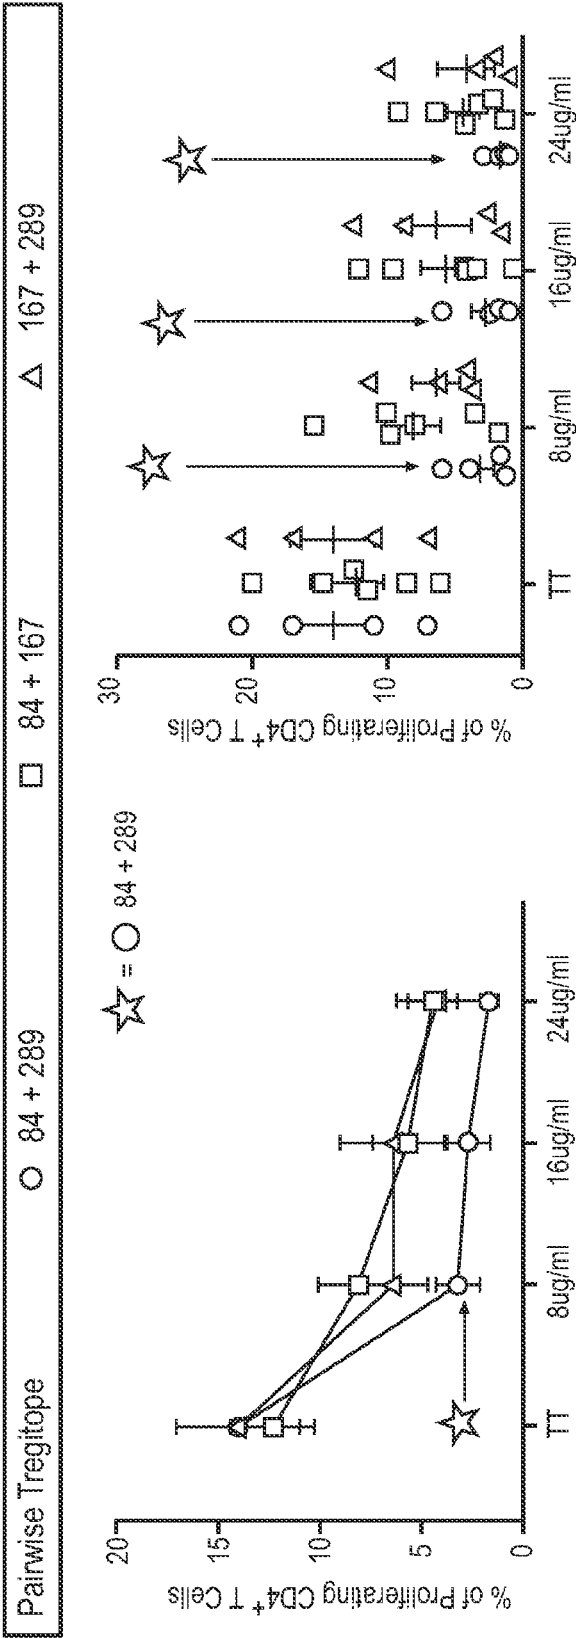 Pairwise Tregitope ○ 84 + 289 □ 84 + 167 △ 167 + 289
☆ = ○ 84 + 289
% of Proliferating CD4⁺ T Cells
20
15
10
5
0
TT 8ug/ml 16ug/ml 24ug/ml
% of Proliferating CD4⁺ T Cells
30
20
10
0
TT 8ug/ml 16ug/ml 24ug/ml